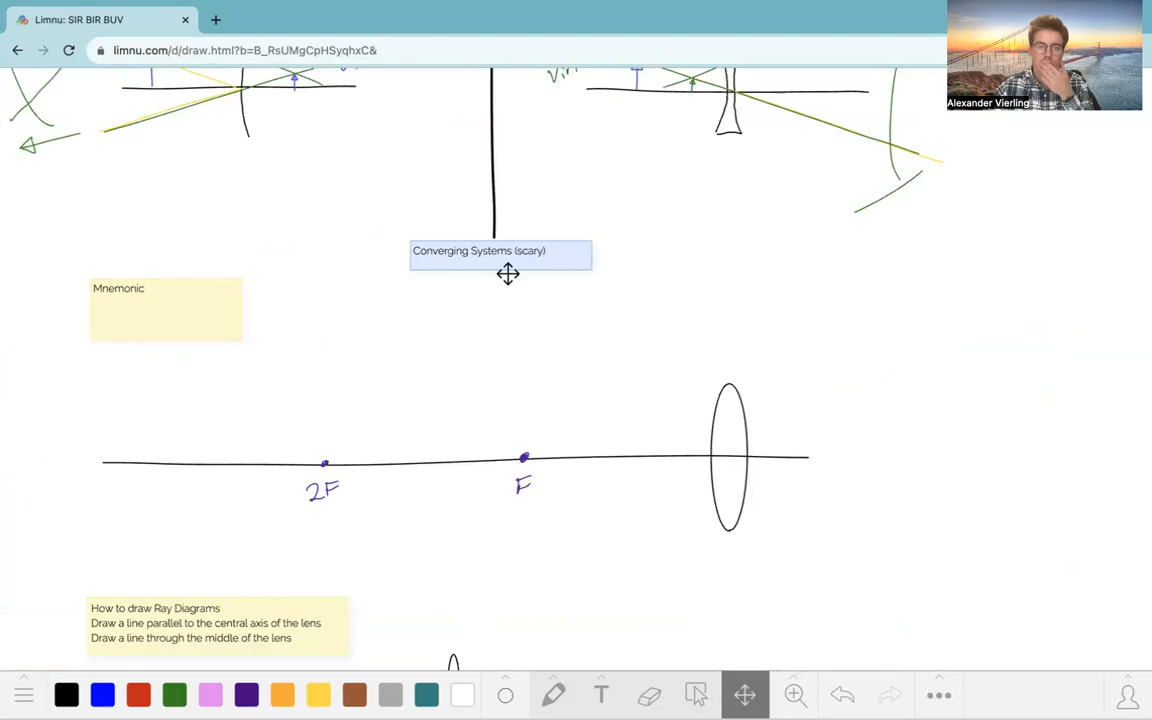 Limnu: SIR BIR BUV
limnu.com/d/draw.html?b=B_RsUMgCpHSyqhxC&
Alexander Vierling
Converging Systems (scary)
Mnemonic
2F
F
How to draw Ray Diagrams
Draw a line parallel to the central axis of the lens
Draw a line through the middle of the lens
T